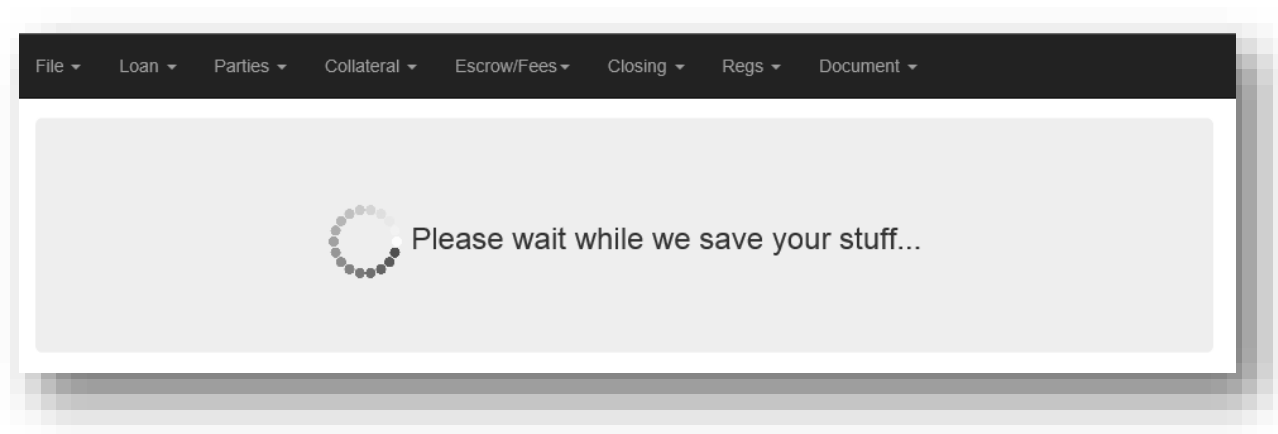 File Loan Parties Collateral Escrow/Fees Closing Regs Document
Please wait while we save your stuff...